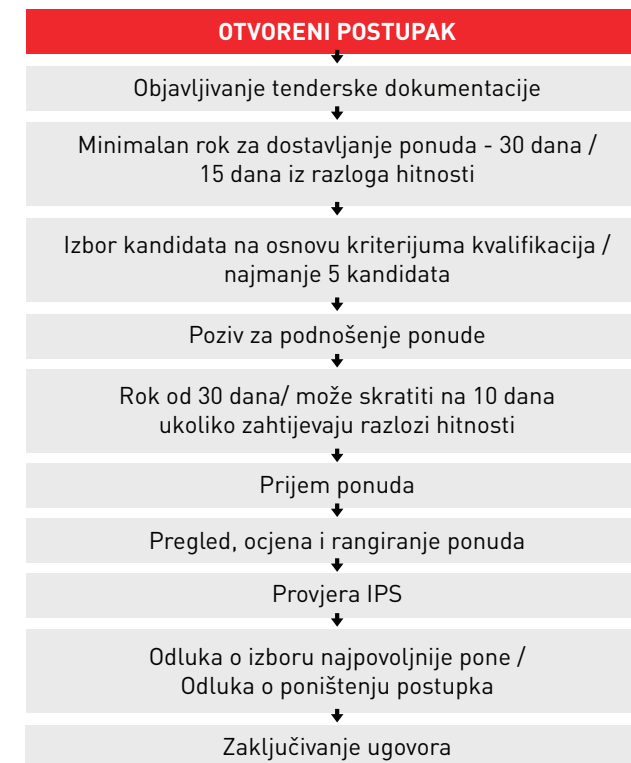 OTVORENI POSTUPAK
Objavljivanje tenderske dokumentacije
Minimalan rok za dostavljanje ponuda - 30 dana /
15 dana iz razloga hitnosti
Izbor kandidata na osnovu kriterijuma kvalifikacija /
najmanje 5 kandidata
Poziv za podnošenje ponude
Rok od 30 dana/ može skratiti na 10 dana
ukoliko zahtijevaju razlozi hitnosti
Prijem ponuda
Pregled, ocjena i rangiranje ponuda
Provjera IPS
Odluka o izboru najpovoljnije pone /
Odluka o poništenju postupka
Zaključivanje ugovora